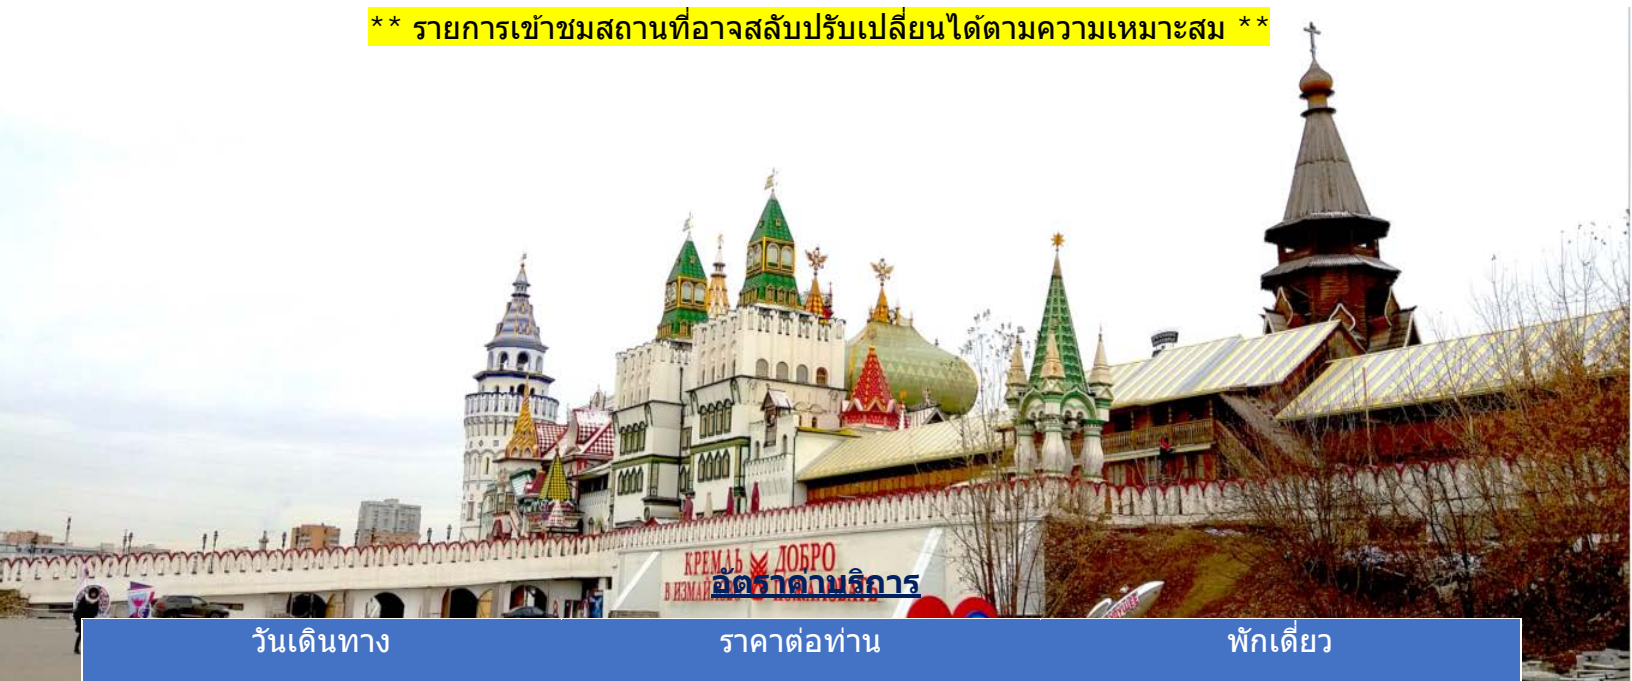 ** รายการเข้าชมสถานที่อาจสลับปรับเปลี่ยนได้ตามความเหมาะสม **
КРЕМЛЬ ДОБРО
В
อัตราค่าบริการ
วันเดินทาง ราคาต่อท่าน พักเดี่ยว